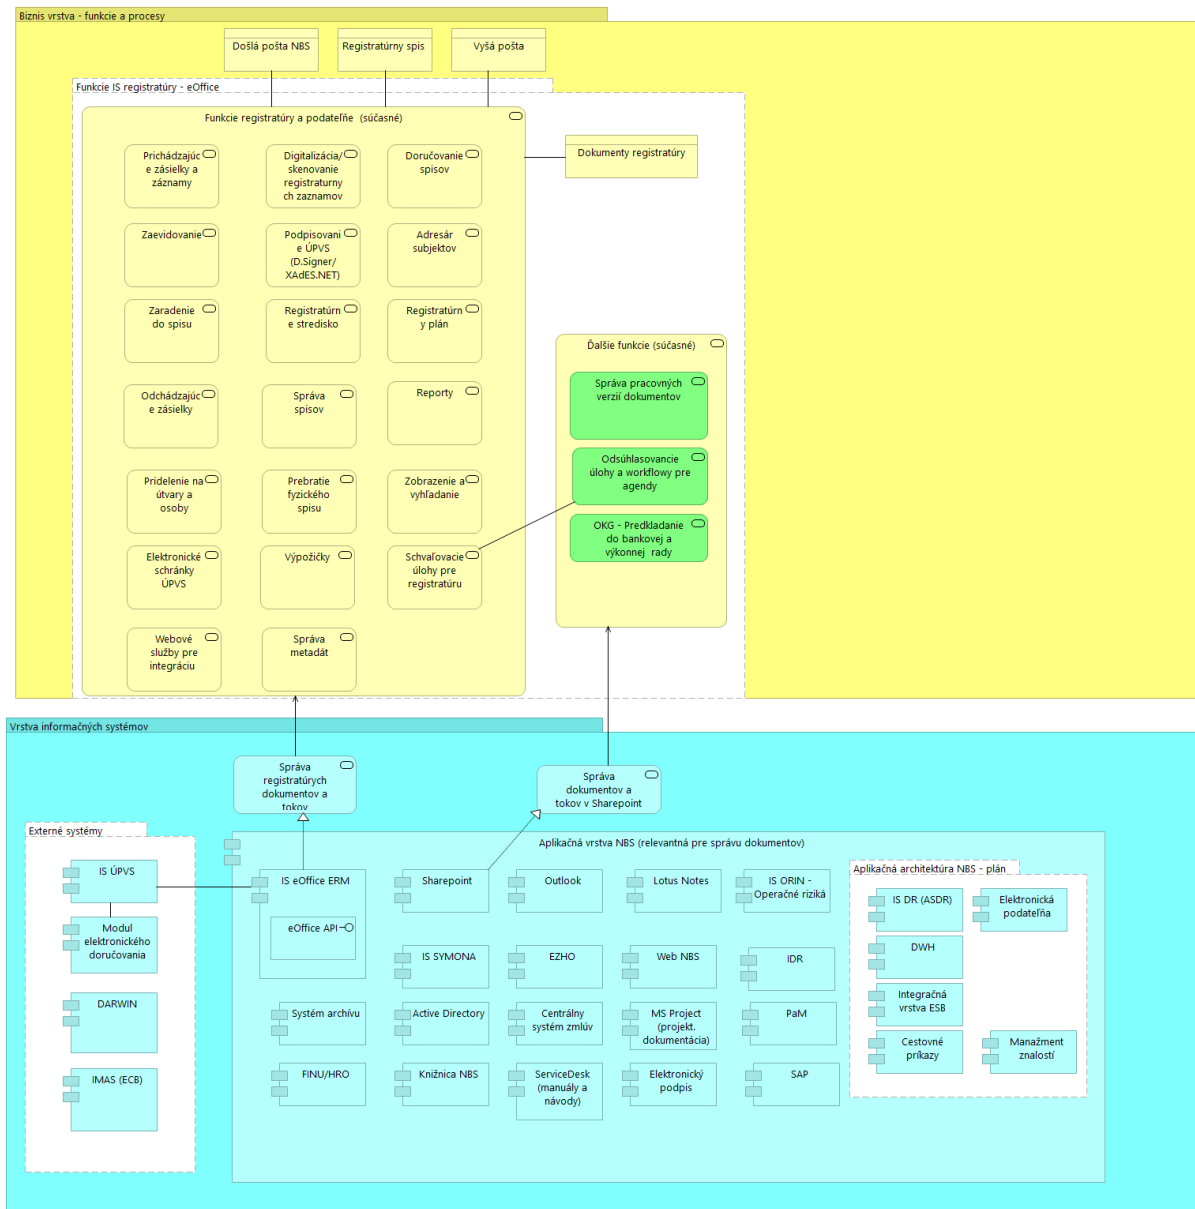 Biznis vrstva - funkcie a procesy
Došlá pošta NBS
Registratúrny spis
Vyšá pošta
Funkcie IS registratúry - eOffice
Funkcie registratúry a podateľňe  (súčasné)
Dokumenty registratúry
Prichádzajúc
e zásielky a
záznamy
Digitalizácia/
skenovanie
registraturny
ch zaznamov
Doručovanie
spisov
Zaevidovanie
Podpisovani
e ÚPVS
(D.Signer/
XAdES.NET)
Adresár
subjektov
Zaradenie
do spisu
Registratúrn
e stredisko
Registratúrn
y plán
Odchádzajúc
e zásielky
Správa
spisov
Reporty
Pridelenie na
útvary a
osoby
Prebratie
fyzického
spisu
Zobrazenie a
vyhľadanie
Elektronické
schránky
ÚPVS
Výpožičky
Schvaľovacie
úlohy pre
registratúru
Webové
služby pre
integráciu
Správa
metadát
Ďalšie funkcie (súčasné)
Správa pracovných
verzií dokumentov
Odsúhlasovancie
úlohy a workflowy pre
agendy
OKG - Predkladanie
do bankovej a
výkonnej  rady
Vrstva informačných systémov
Správa
registratúrych
dokumentov a
tokov
Správa
dokumentov a
tokov v Sharepoint
Externé systémy
IS ÚPVS
Modul
elektronického
doručovania
DARWIN
IMAS (ECB)
Aplikačná vrstva NBS (relevantná pre správu dokumentov)
IS eOffice ERM
eOffice API
Sharepoint
Outlook
Lotus Notes
IS ORIN -
Operačné riziká
IS SYMONA
EZHO
Web NBS
IDR
Systém archívu
Active Directory
Centrálny
systém zmlúv
MS Project
(projekt.
dokumentácia)
PaM
FINU/HRO
Knižnica NBS
ServiceDesk
(manuály a
návody)
Elektronický
podpis
SAP
Aplikačná architektúra NBS - plán
IS DR (ASDR)
Elektronická
podateľňa
DWH
Integračná
vrstva ESB
Cestovné
príkazy
Manažment
znalostí